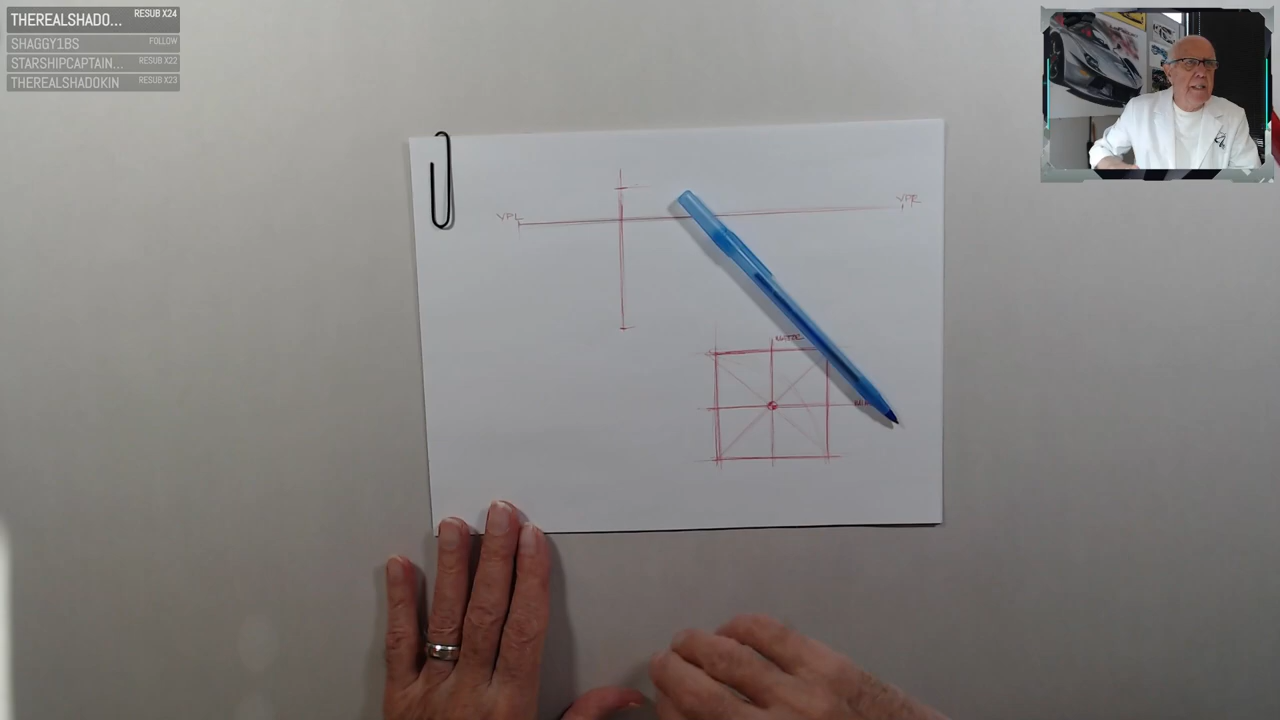 THEREALSHADO... RESUB X24
SHAGGY1BS FOLLOW
STARSHIPCAPTAIN... RESUB X22
THEREALSHADOKIN RESUB X23
VPL
VPR